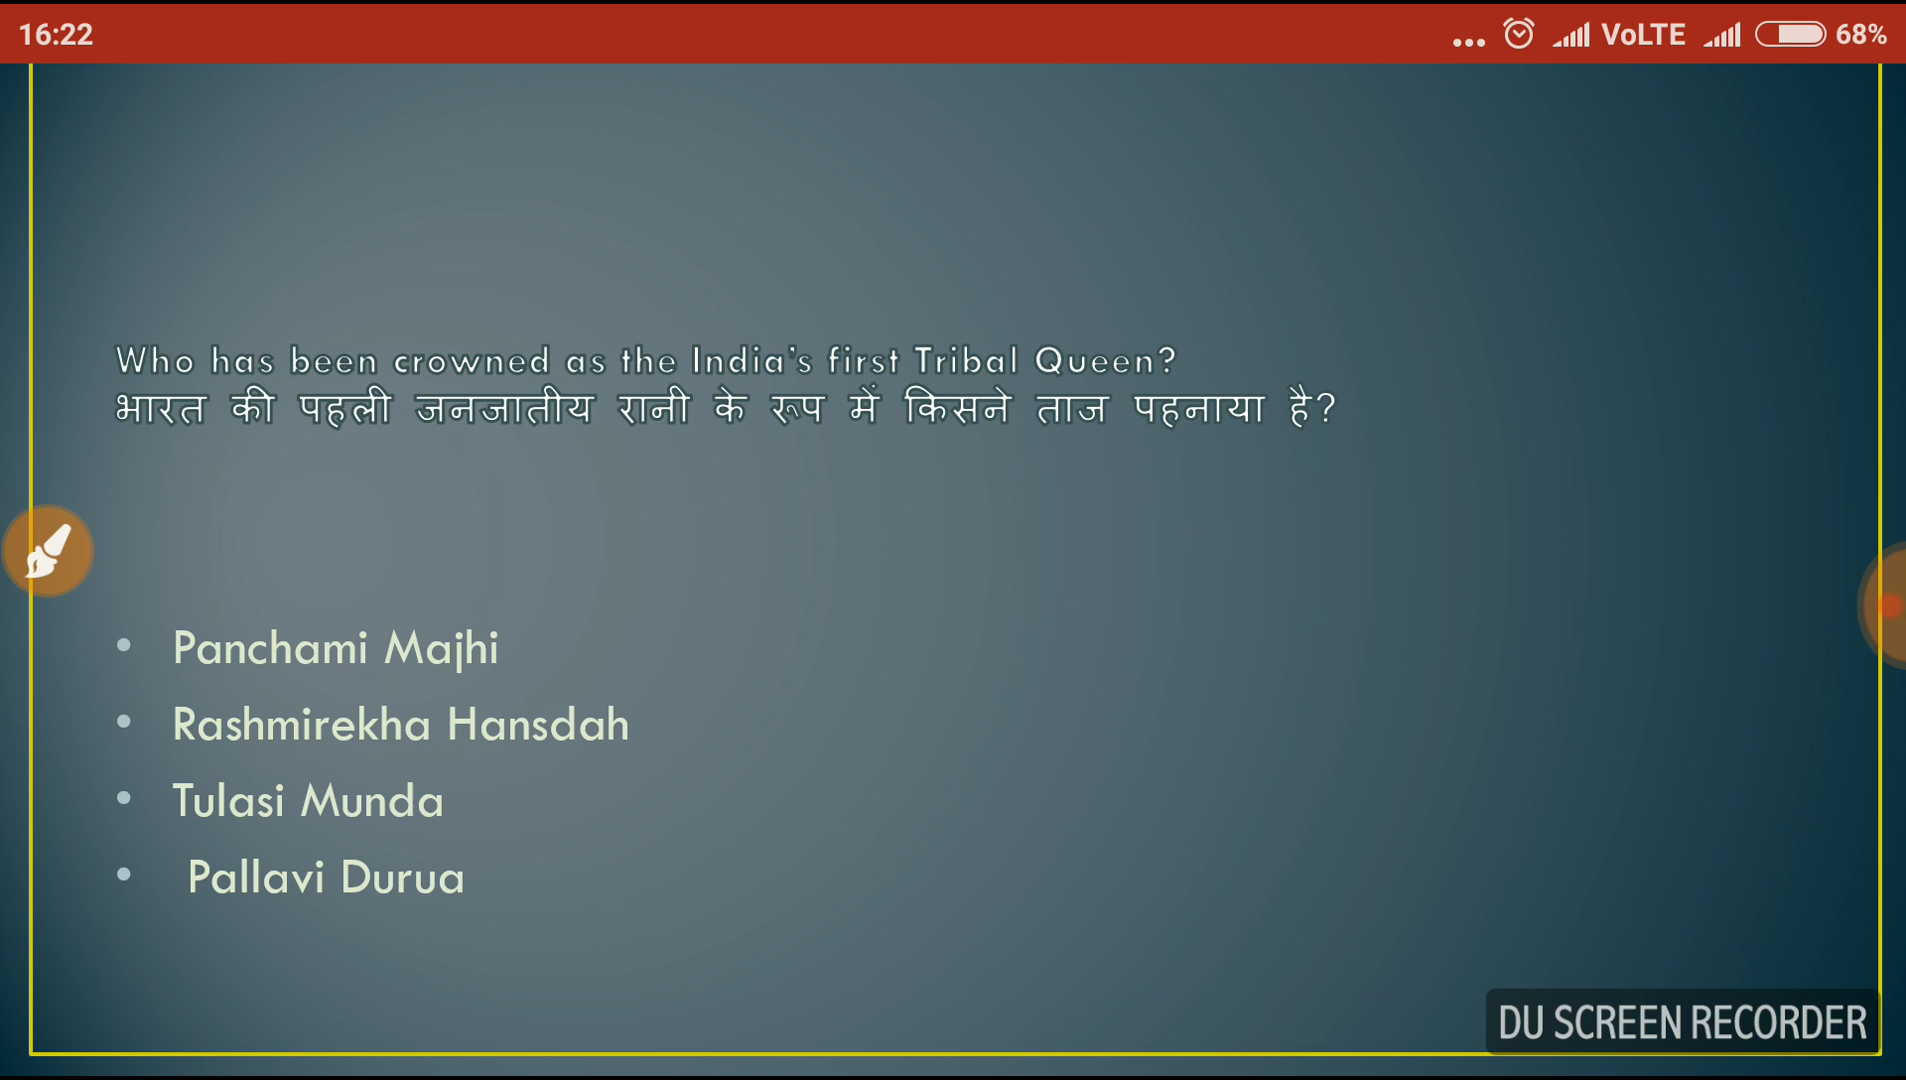 16:22
... VoLTE 68%
Who has been crowned as the India's first Tribal Queen?
भारत की पहली जनजातीय रानी के रूप में किसने ताज पहनाया है?
• Panchami Majhi
• Rashmirekha Hansdah
• Tulasi Munda
• Pallavi Durua
DU SCREEN RECORDER